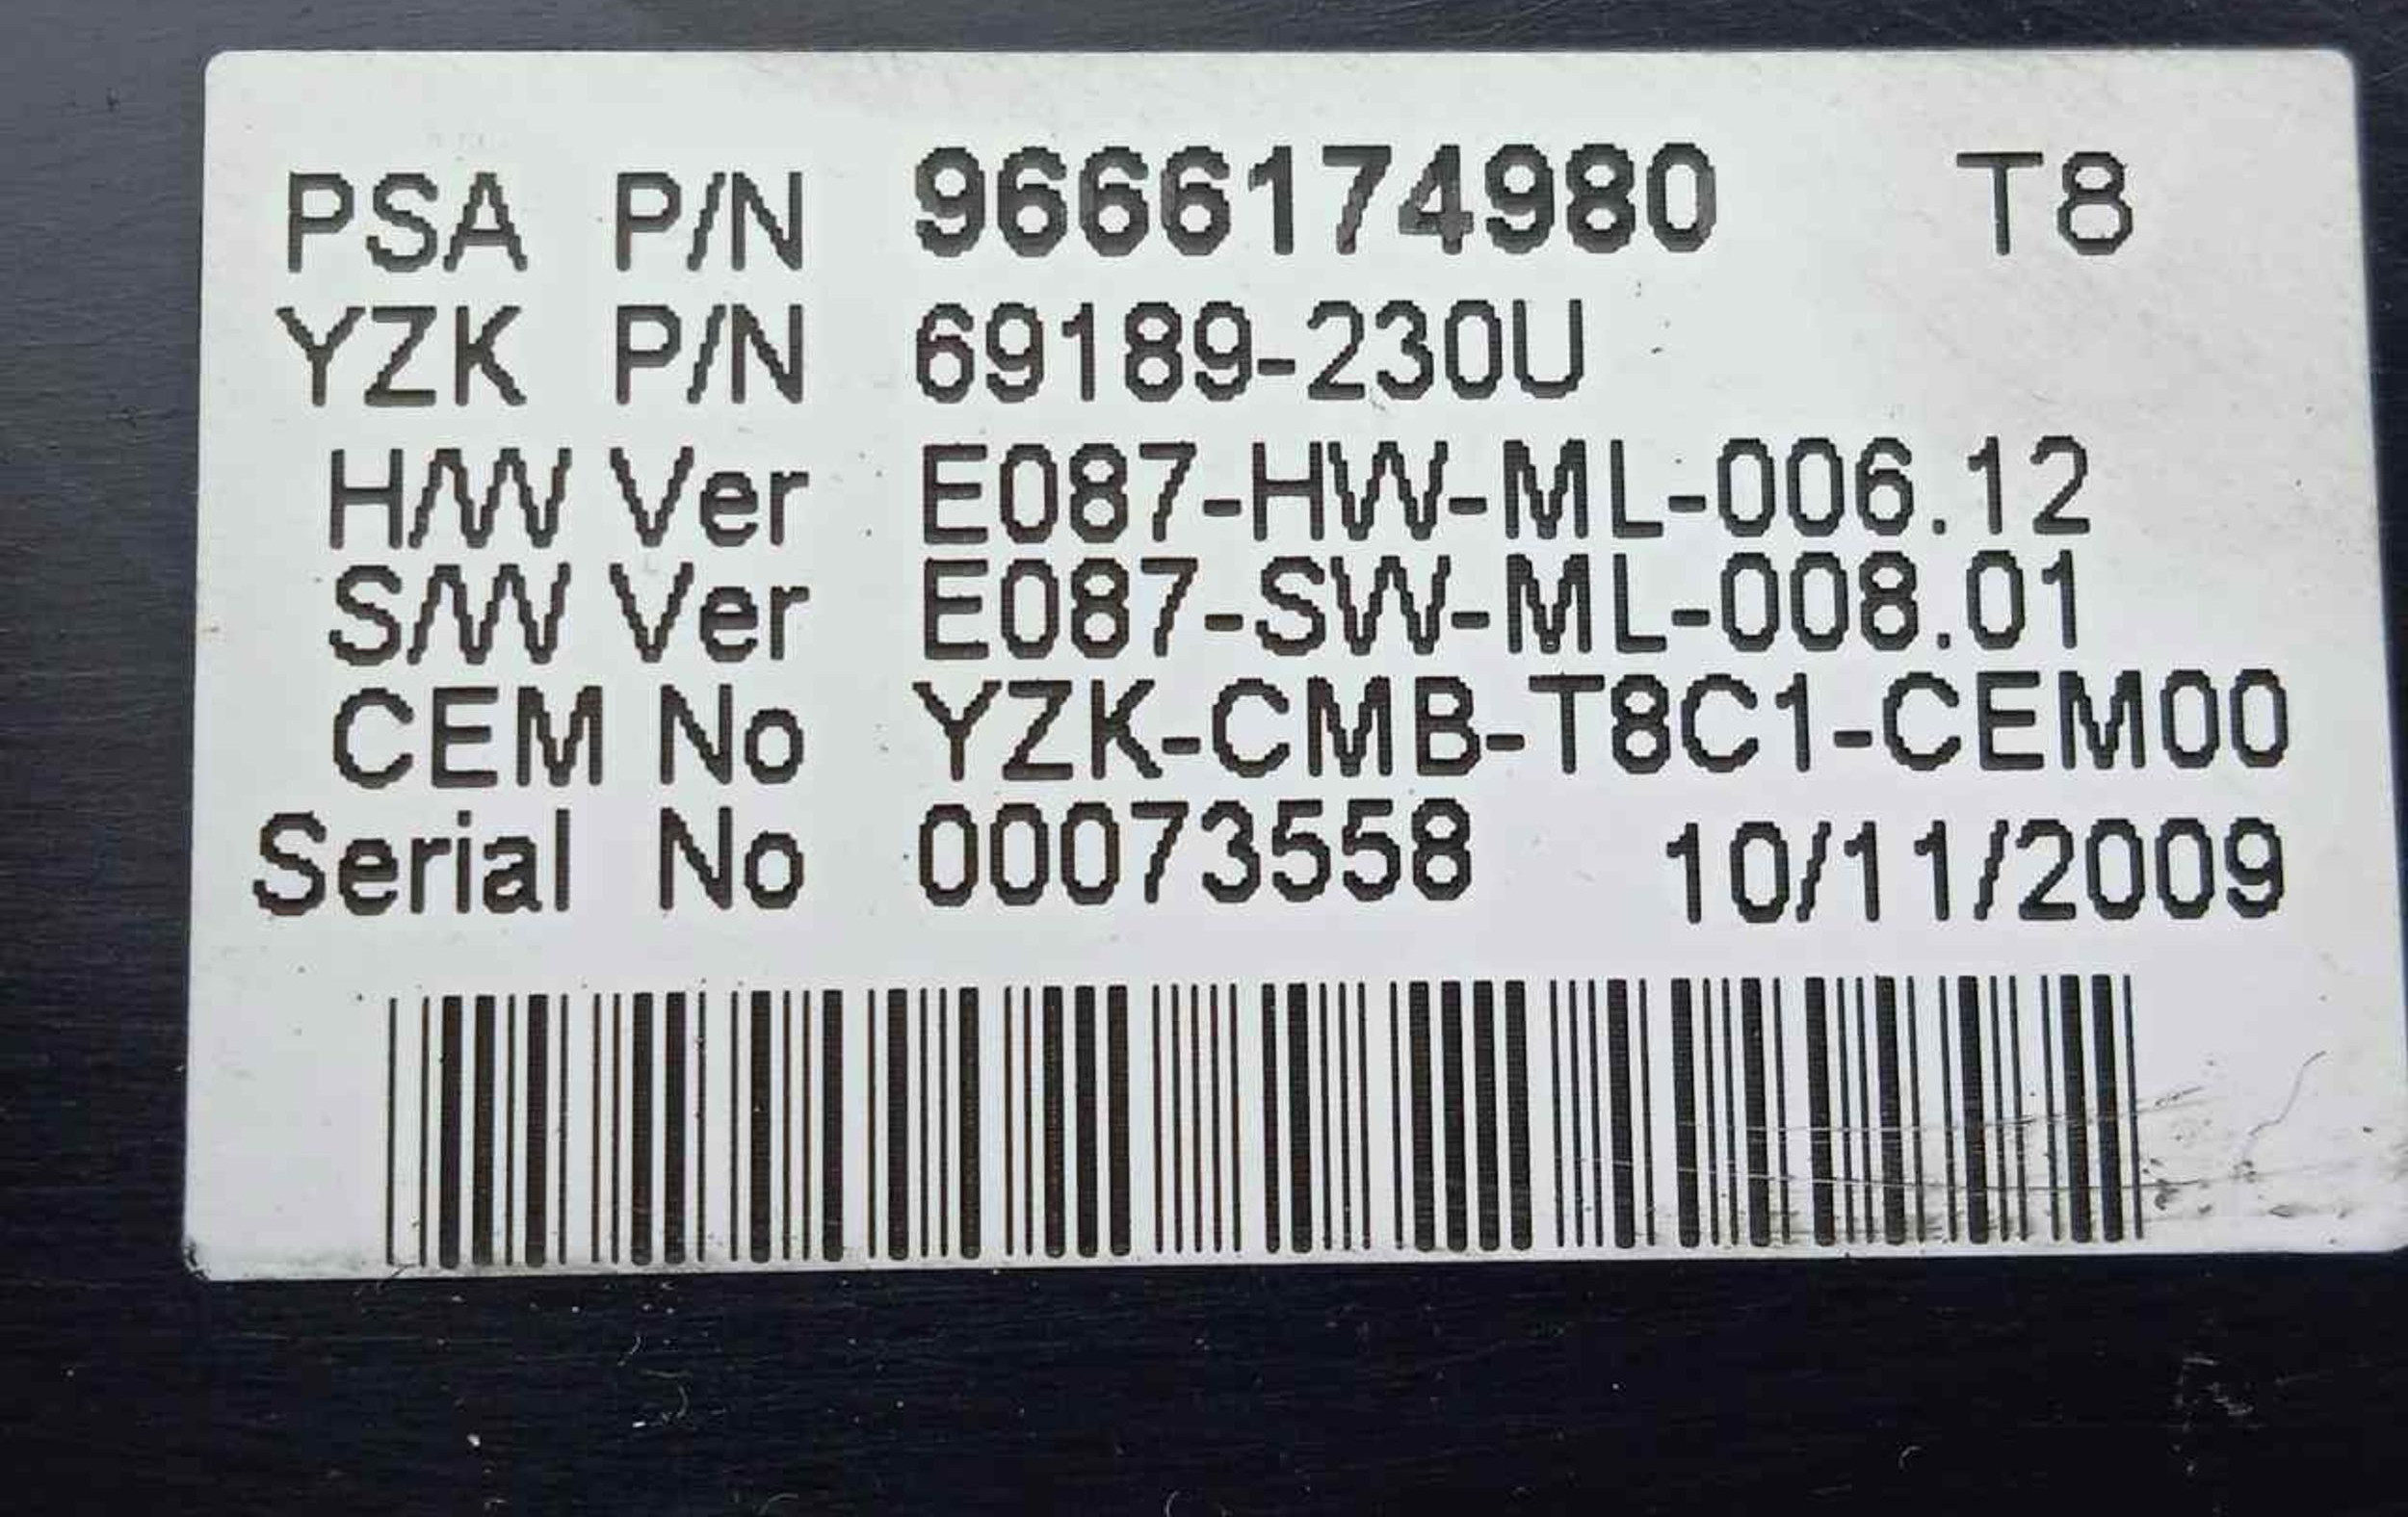 PSA P/N 9666174980 T8
YZK P/N 69189-230U
H/W Ver E087-HW-ML-006.12
S/W Ver E087-SW-ML-008.01
CEM No YZK-CMB-T8C1-CEM00
Serial No 00073558 10/11/2009